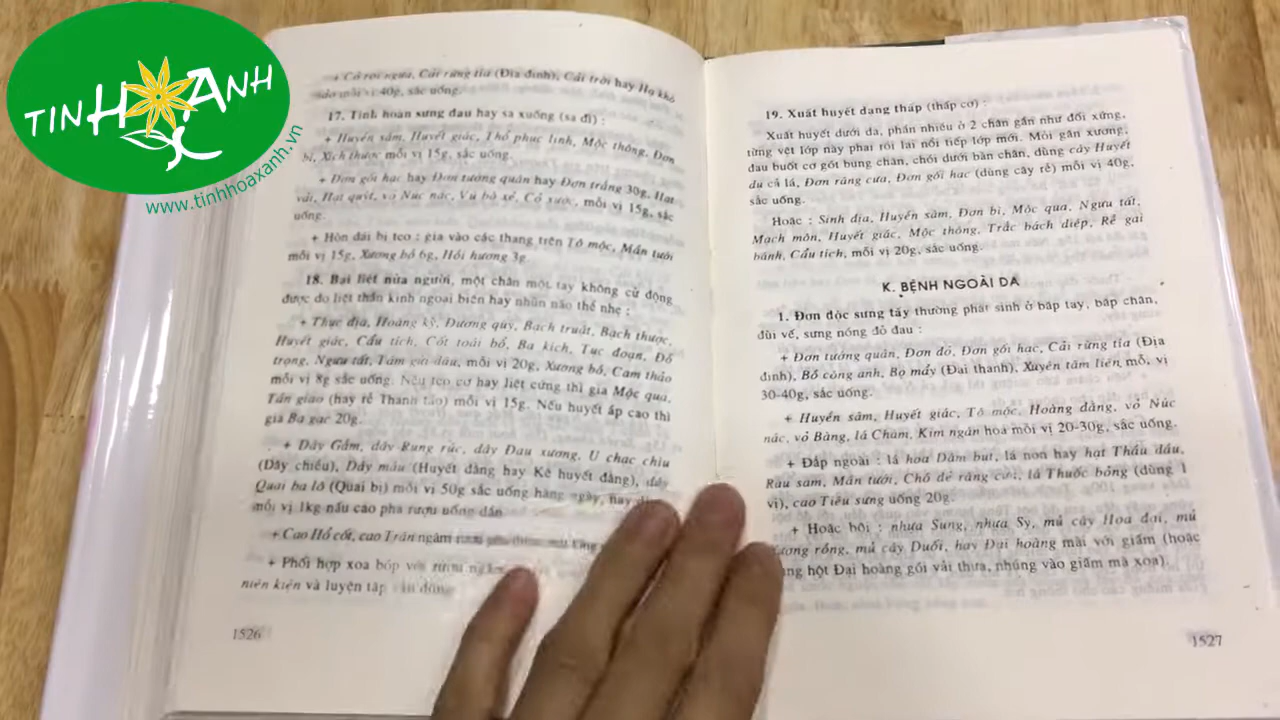 TINH HOA XANH
www.tinhhoaxanh.vn
+ Cỏ roi ngựa, Cải rừng tía (Địa đinh), Cải trời hay Hạ khô
thảo mỗi vị 40g, sắc uống.
17. Tinh hoàn sưng đau hay sa xuống (sa đì) :
+ Huyền sâm, Huyết giác, Thổ phục linh, Mộc thông, Đơn
bì, Xích thược mỗi vị 15g, sắc uống.
+ Đơn gối hạc hay Đơn tướng quân hay Đơn trắng 30g, Hạt
vải, Hạt quýt, vỏ Núc nác, Vú bò xẻ, Cỏ xước, mỗi vị 15g, sắc
uống.
+ Hòn dái bị teo : gia vào các thang trên Tô mộc, Mần tưới
mỗi vị 15g, Xương bồ 6g, Hồi hương 3g.
18. Bại liệt nửa người, một chân một tay không cử động
được do liệt thần kinh ngoại biên hay nhũn não thể nhẹ :
+ Thục địa, Hoàng kỳ, Đương quy, Bạch truật, Bạch thược,
Huyết giác, Cẩu tích, Cốt toái bổ, Ba kích, Tục đoạn, Đỗ
trọng, Ngưu tất, Tầm gửi dâu, mỗi vị 20g, Xương bồ, Cam thảo
mỗi vị 8g sắc uống. Nếu teo cơ hay liệt cứng thì gia Mộc qua,
Tần giao (hay rễ Thanh táo) mỗi vị 15g. Nếu huyết áp cao thì
gia Ba gạc 20g.
+ Dây Gắm, dây Rung rúc, dây Đau xương, U chạc chìu
(Dây chiều), Dây máu (Huyết đằng hay Kê huyết đằng), dây
Quai ba lô (Quai bị) mỗi vị 50g sắc uống hàng ngày, hay
mỗi vị 1kg nấu cao pha rượu uống dần.
+ Cao Hổ cốt, cao Trăn ngâm rượu
+ Phối hợp xoa bóp với rượu
niên kiện và luyện tập vận động
1526
19. Xuất huyết dạng thấp (thấp cơ) :
Xuất huyết dưới da, phần nhiều ở 2 chân gần như đối xứng,
từng vệt lớp này phai rồi lại nổi tiếp lớp mới. Mỏi gân xương,
đau buốt cơ gót bụng chân, chói dưới bàn chân, dùng cây Huyết
dụ cả lá, Đơn răng cưa, Đơn gối hạc (dùng cây rễ) mỗi vị 40g,
sắc uống.
Hoặc : Sinh địa, Huyền sâm, Đơn bì, Mộc qua, Ngưu tất,
Mạch môn, Huyết giác, Mộc thông, Trắc bách diệp, Rễ gai
bánh, Cẩu tích, mỗi vị 20g, sắc uống.
K. BỆNH NGOÀI DA
1. Đơn độc sưng tấy thường phát sinh ở bắp tay, bắp chân,
đùi vế, sưng nóng đỏ đau :
+ Đơn tướng quân, Đơn đỏ, Đơn gối hạc, Cải rừng tía (Địa
đinh), Bồ công anh, Bọ mẩy (Đại thanh), Xuyên tâm liên, mỗi vị
30-40g, sắc uống.
+ Huyền sâm, Huyết giác, Tô mộc, Hoàng đằng, vỏ Núc
nác, vỏ Bàng, lá Chàm, Kim ngân hoa mỗi vị 20-30g, sắc uống.
+ Đắp ngoài : lá hoa Dâm bụt, lá non hay hạt Thầu dầu,
Rau sam, Mần tưới, Chó đẻ răng cưa, lá Thuốc bỏng (dùng 1
vị), cao Tiêu sưng uống 20g.
+ Hoặc bôi : nhựa Sung, nhựa Sy, mủ cây Hoa đại, mủ
Xương rồng, mủ cây Duối, hay Đại hoàng mài với giấm (hoặc
dùng bột Đại hoàng gói vải thưa, nhúng vào giấm mà xoa).
1527